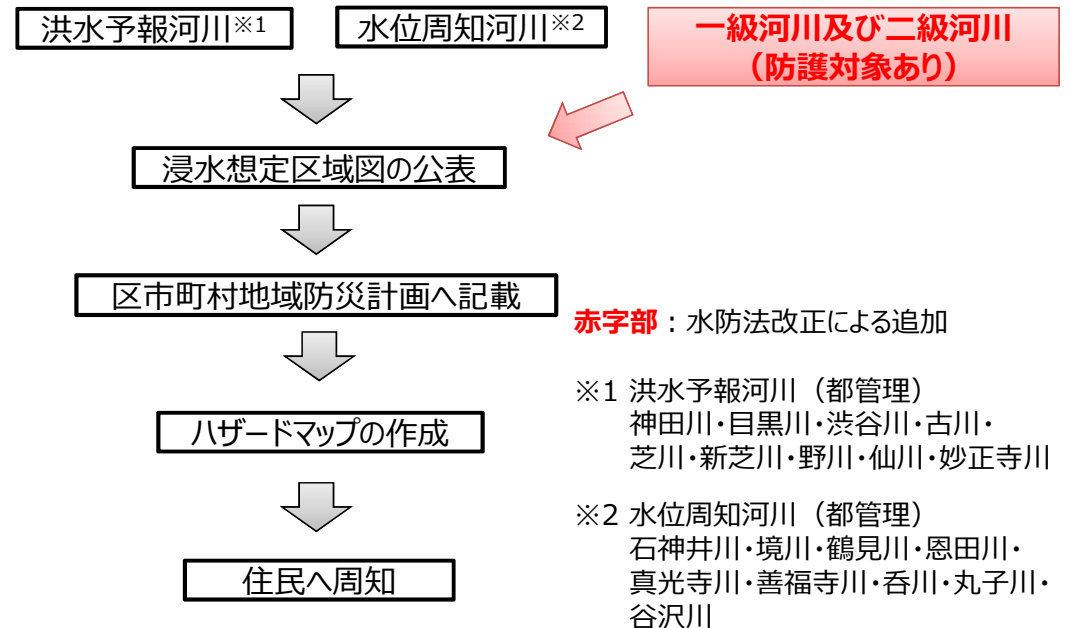 洪水予報河川※1
水位周知河川※2
一級河川及び二級河川
（防護対象あり）
浸水想定区域図の公表
区市町村地域防災計画へ記載
ハザードマップの作成
住民へ周知
赤字部：水防法改正による追加
※1 洪水予報河川（都管理）
神田川・目黒川・渋谷川・古川・
芝川・新芝川・野川・仙川・妙正寺川
※2 水位周知河川（都管理）
石神井川・境川・鶴見川・恩田川・
真光寺川・善福寺川・呑川・丸子川・
谷沢川